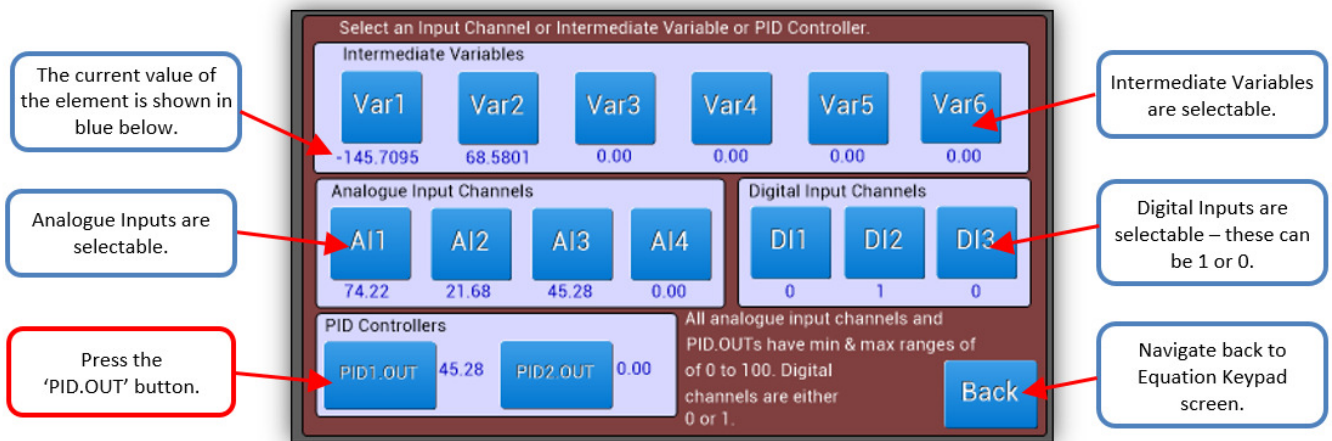 Select an Input Channel or Intermediate Variable or PID Controller.
Intermediate Variables
Var1 Var2 Var3 Var4 Var5 Var6
-145.7095 68.5801 0.00 0.00 0.00 0.00
Analogue Input Channels
AI1 AI2 AI3 AI4
74.22 21.68 45.28 0.00
Digital Input Channels
DI1 DI2 DI3
0 1 0
PID Controllers
PID1.OUT 45.28 PID2.OUT 0.00
All analogue input channels and
PID.OUTs have min & max ranges of
of 0 to 100. Digital
channels are either
0 or 1.
Back
The current value of
the element is shown in
blue below.
Analogue Inputs are
selectable.
Press the
‘PID.OUT’ button.
Intermediate Variables
are selectable.
Digital Inputs are
selectable – these can
be 1 or 0.
Navigate back to
Equation Keypad
screen.